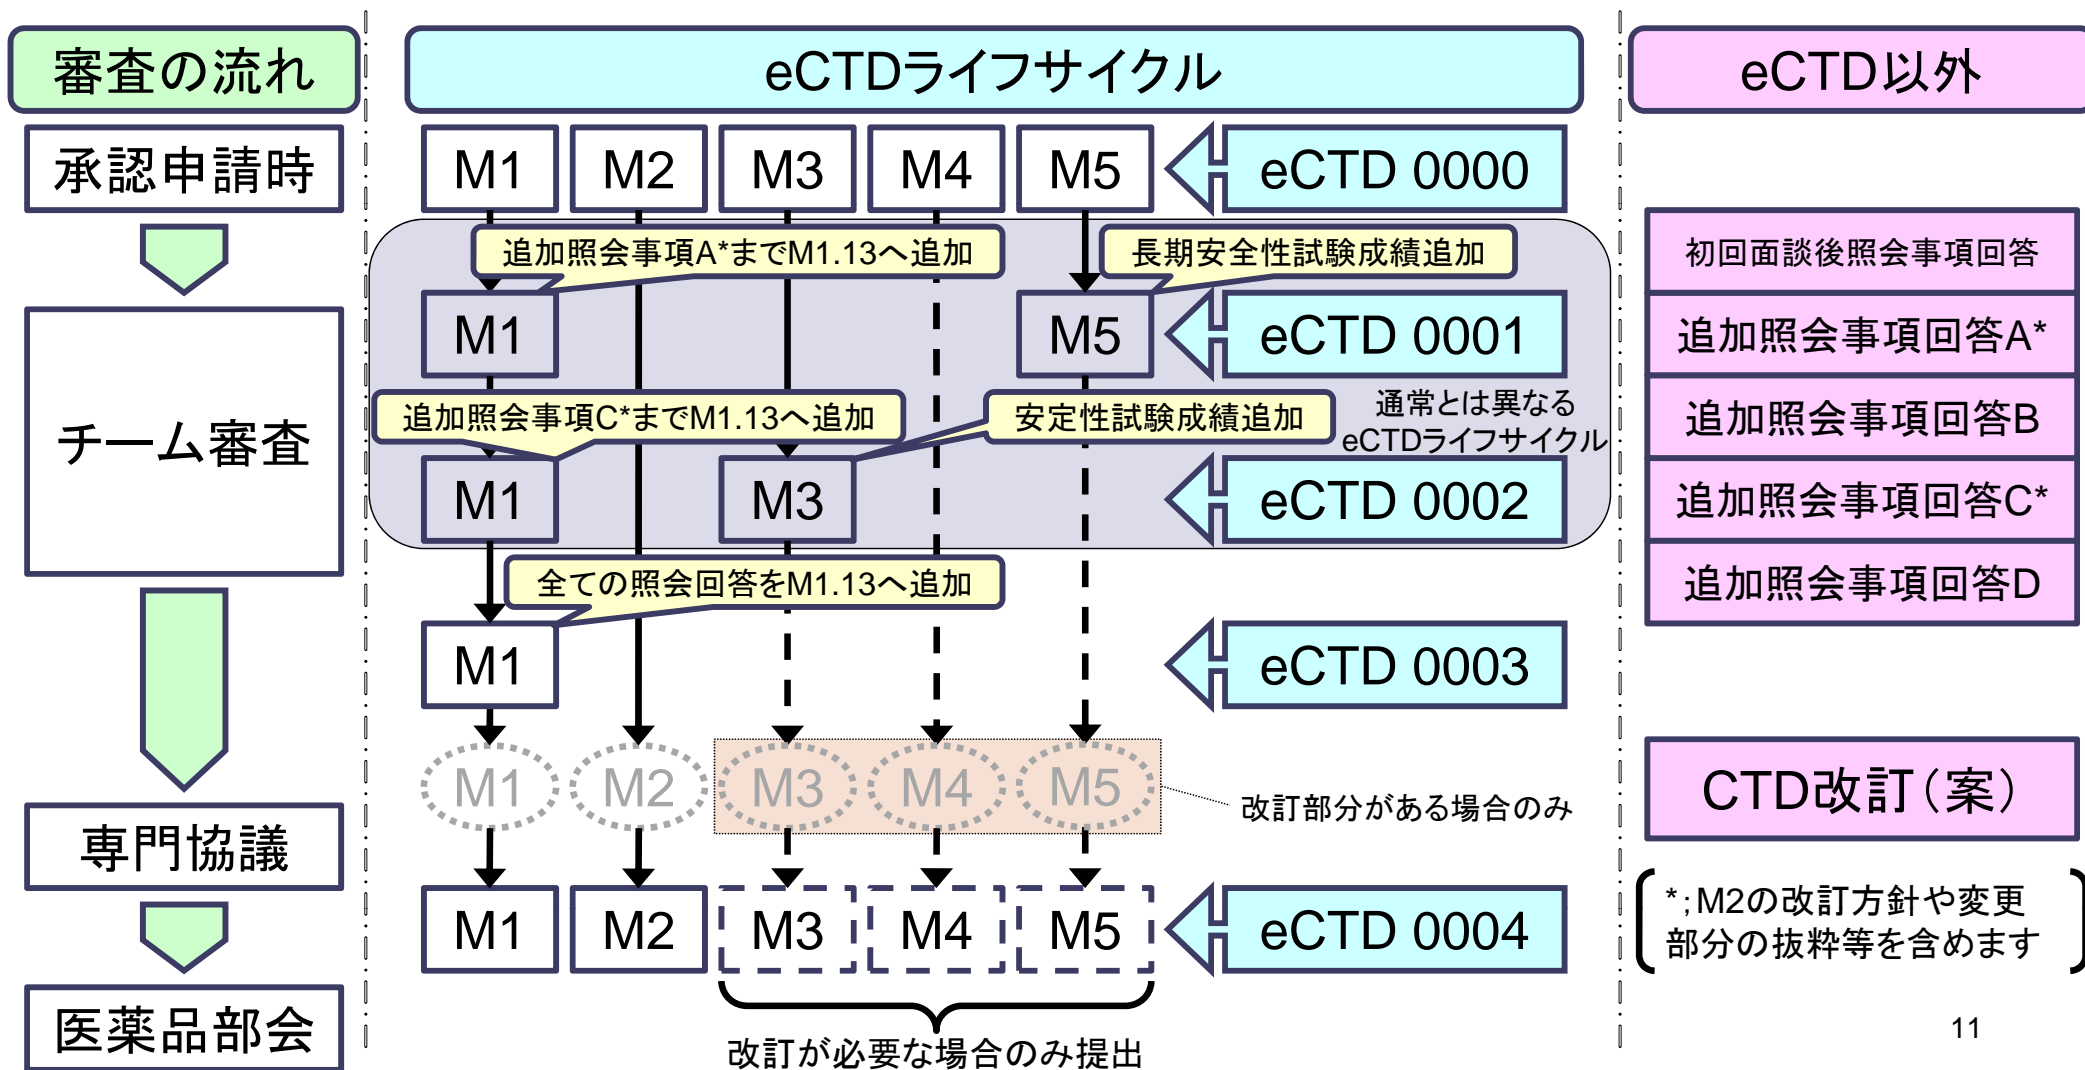 審査の流れ
eCTDライフサイクル
eCTD以外
承認申請時
M1
M2
M3
M4
M5
eCTD 0000
追加照会事項A*までM1.13へ追加
長期安全性試験成績追加
初回面談後照会事項回答
M1
M5
eCTD 0001
追加照会事項回答A*
チーム審査
追加照会事項C*までM1.13へ追加
安定性試験成績追加
通常とは異なる
eCTDライフサイクル
追加照会事項回答B
M1
M3
eCTD 0002
追加照会事項回答C*
全ての照会回答をM1.13へ追加
追加照会事項回答D
M1
eCTD 0003
M1
M2
M3
M4
M5
改訂部分がある場合のみ
CTD改訂（案）
専門協議
M1
M2
M3
M4
M5
eCTD 0004
*；M2の改訂方針や変更
部分の抜粋等を含めます
医薬品部会
改訂が必要な場合のみ提出
11